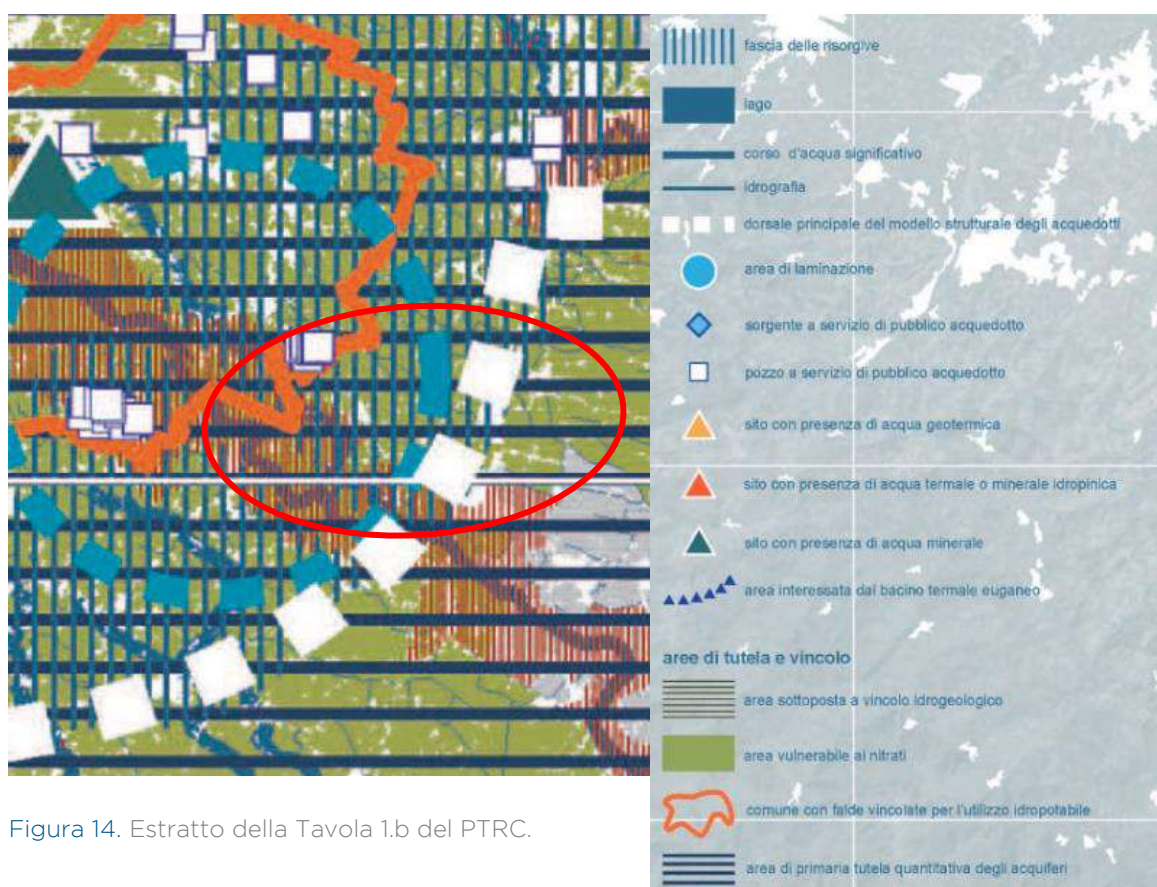 fascia delle risorgive
lago
corso d'acqua significativo
idrografia
dorsale principale del modello strutturale degli acquedotti
area di laminazione
sorgente a servizio di pubblico acquedotto
pozzo a servizio di pubblico acquedotto
sito con presenza di acqua geotermica
sito con presenza di acqua termale o minerale idropinica
sito con presenza di acqua minerale
area interessata dal bacino termale euganeo
aree di tutela e vincolo
area sottoposta a vincolo idrogeologico
area vulnerabile ai nitrati
comune con falde vincolate per l'utilizzo idropotabile
area di primaria tutela quantitativa degli acquiferi
Figura 14. Estratto della Tavola 1.b del PTRC.